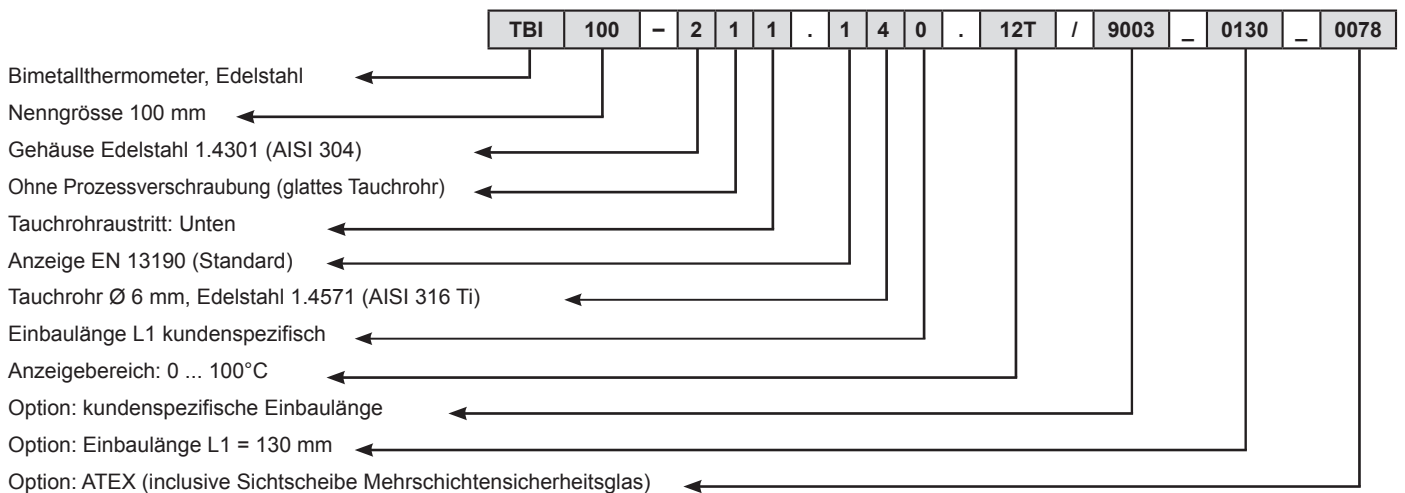 TBI 100 – 2 1 1 . 1 4 0 . 12T / 9003 _ 0130 _ 0078
Bimetallthermometer, Edelstahl
Nenngrösse 100 mm
Gehäuse Edelstahl 1.4301 (AISI 304)
Ohne Prozessverschraubung (glattes Tauchrohr)
Tauchrohraustritt: Unten
Anzeige EN 13190 (Standard)
Tauchrohr Ø 6 mm, Edelstahl 1.4571 (AISI 316 Ti)
Einbaulänge L1 kundenspezifisch
Anzeigebereich: 0 ... 100°C
Option: kundenspezifische Einbaulänge
Option: Einbaulänge L1 = 130 mm
Option: ATEX (inclusive Sichtscheibe Mehrschichtensicherheitsglas)